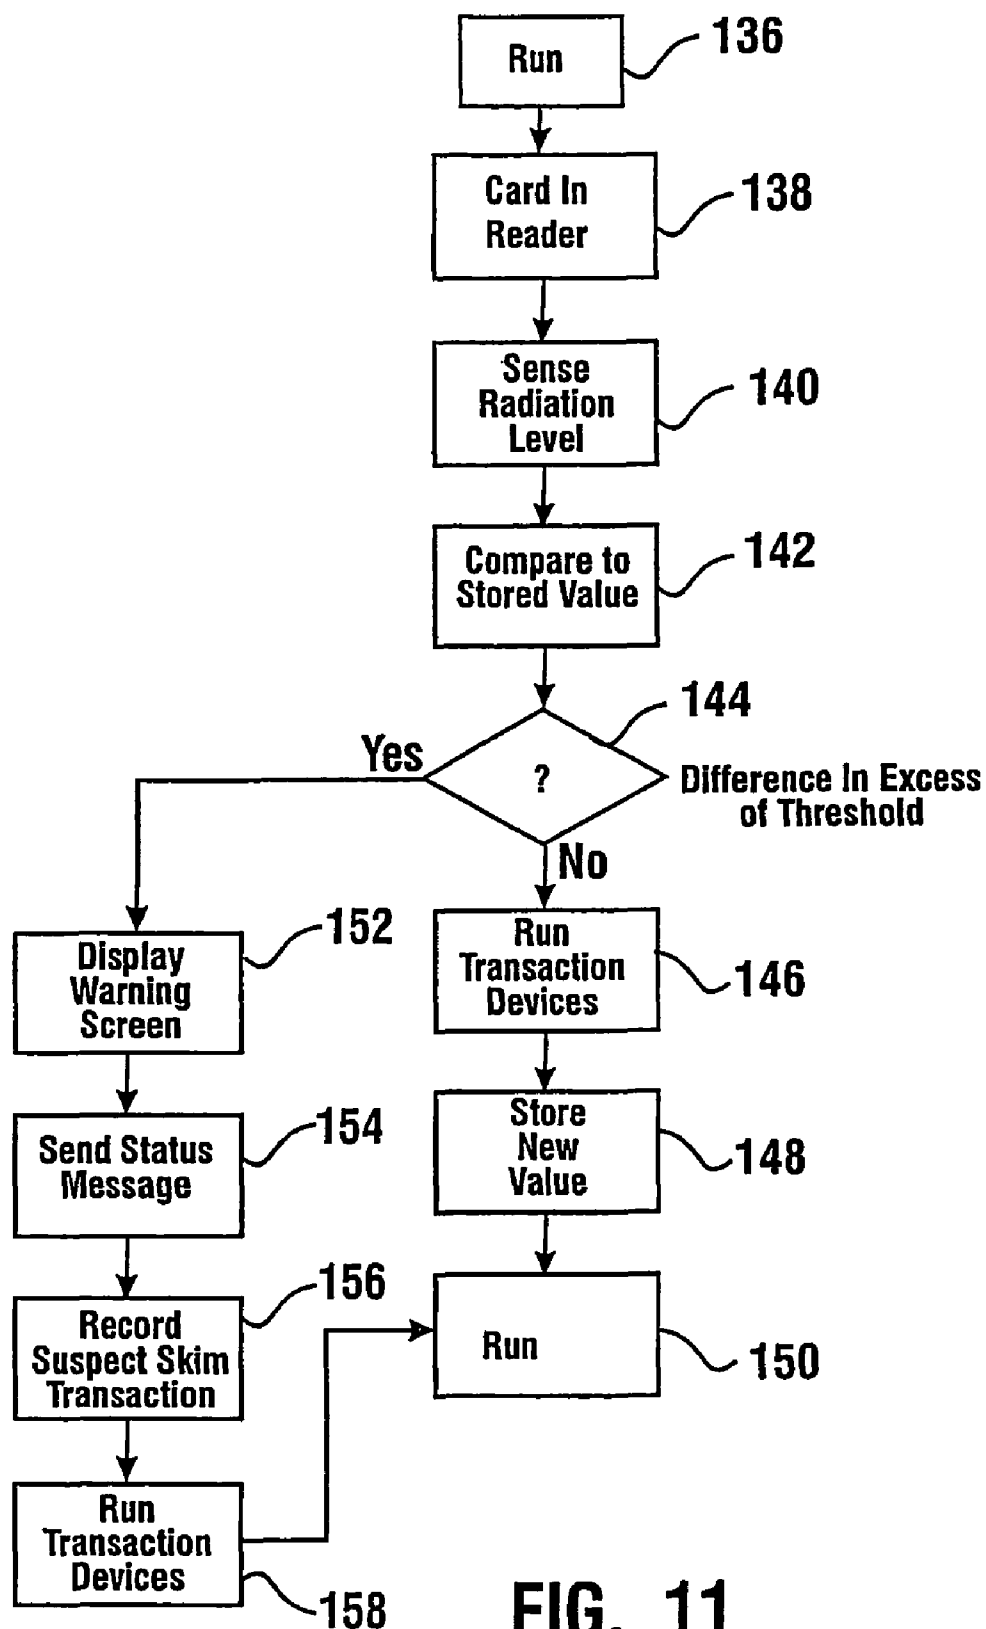 Run
136
Card In
Reader
138
Sense
Radiation
Level
140
Compare to
Stored Value
142
144
Yes
?
Difference In Excess
of Threshold
No
152
Display
Warning
Screen
Run
Transaction
Devices
146
154
Send Status
Message
Store
New
Value
148
156
Record
Suspect Skim
Transaction
Run
150
Run
Transaction
Devices
158
FIG. 11